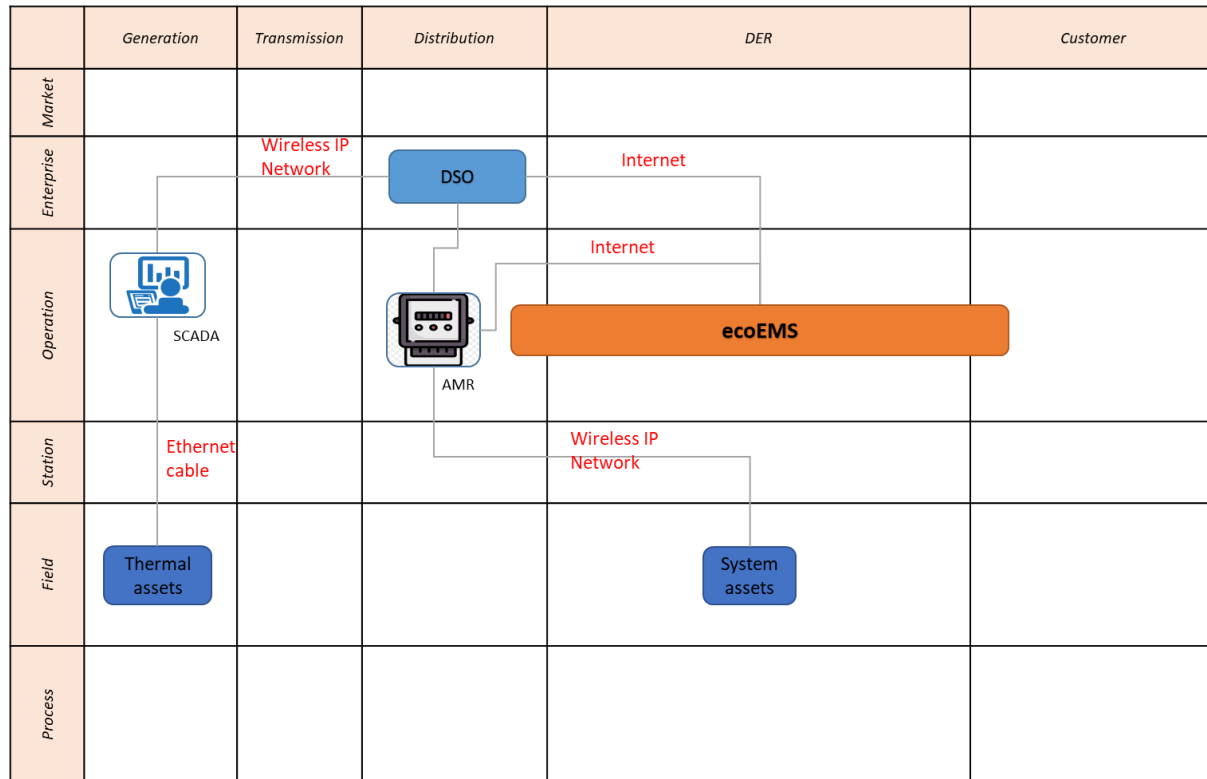 Generation
Transmission
Distribution
DER
Customer
Market
Enterprise
Wireless IP
Network
DSO
Internet
Operation
SCADA
AMR
Internet
ecoEMS
Station
Ethernet
cable
Wireless IP
Network
Field
Thermal
assets
System
assets
Process